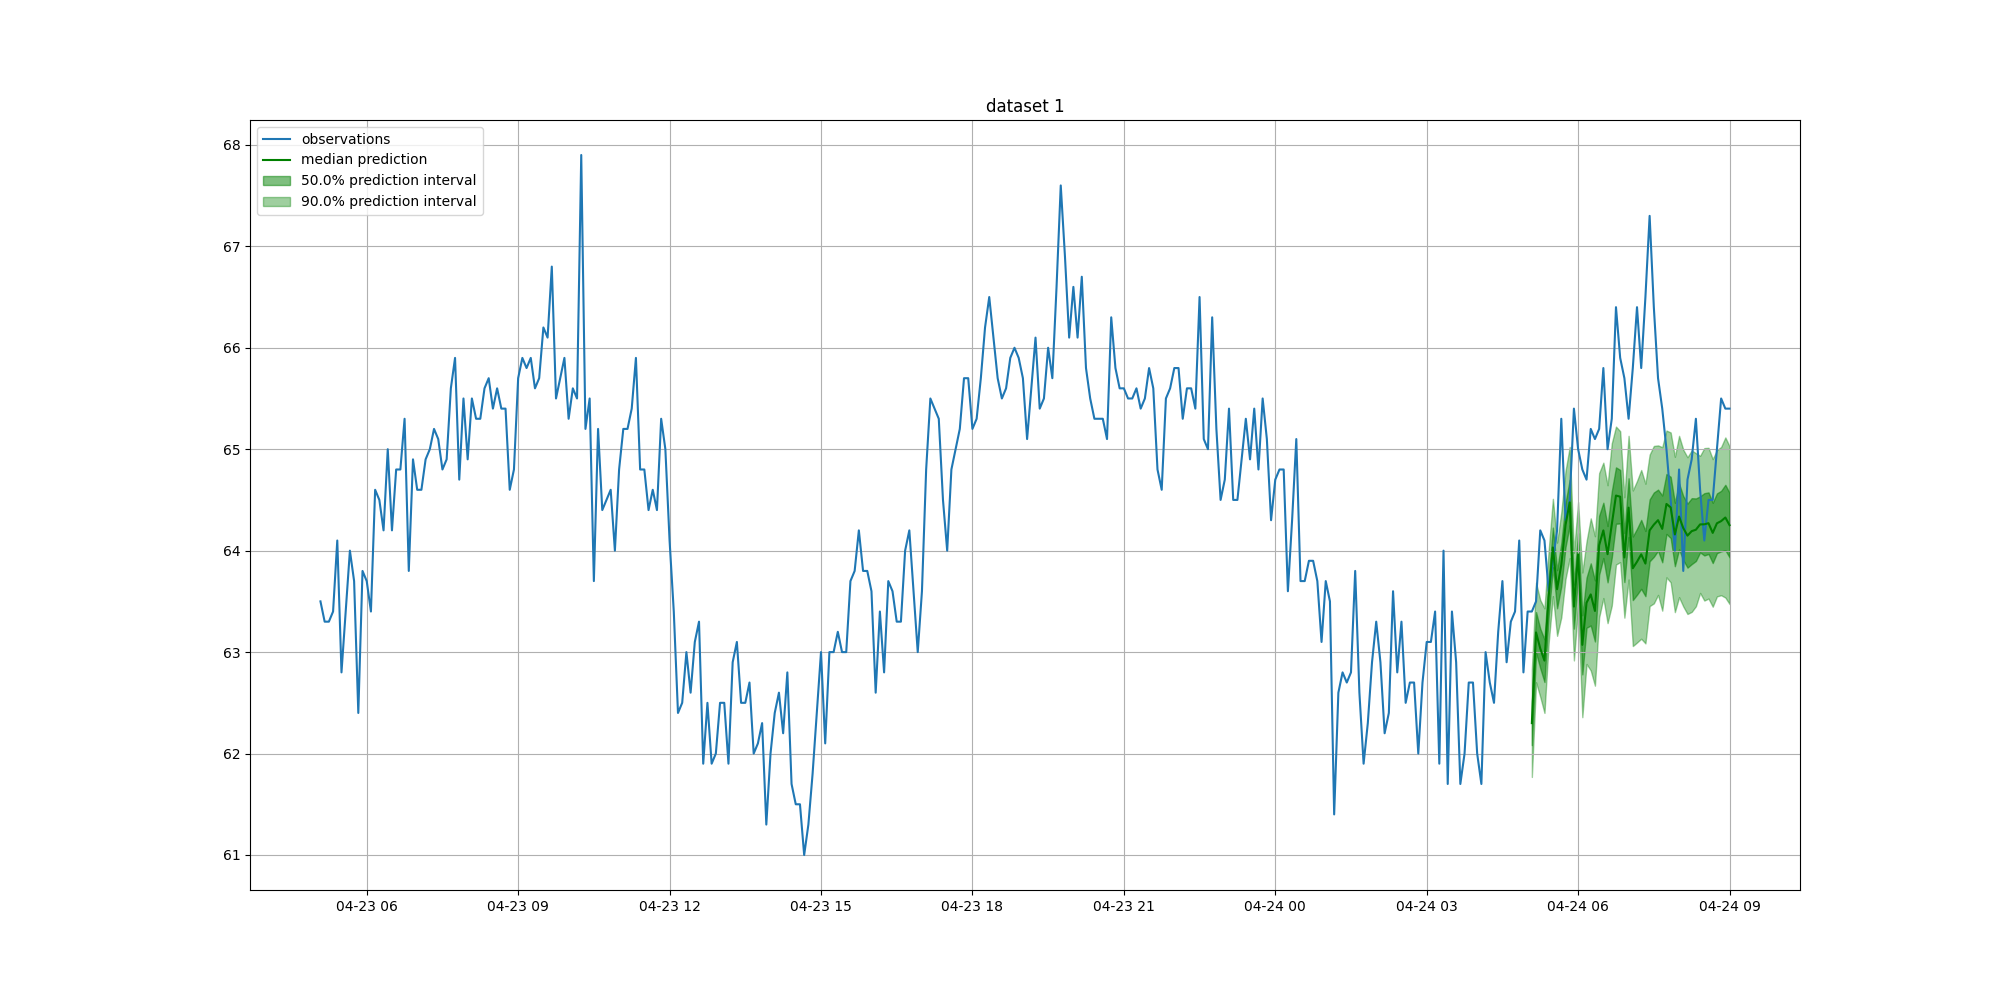 dataset 1
observations
median prediction
50.0% prediction interval
90.0% prediction interval
68
67
66
65
64
63
62
61
04-23 06 04-23 09 04-23 12 04-23 15 04-23 18 04-23 21 04-24 00 04-24 03 04-24 06 04-24 09